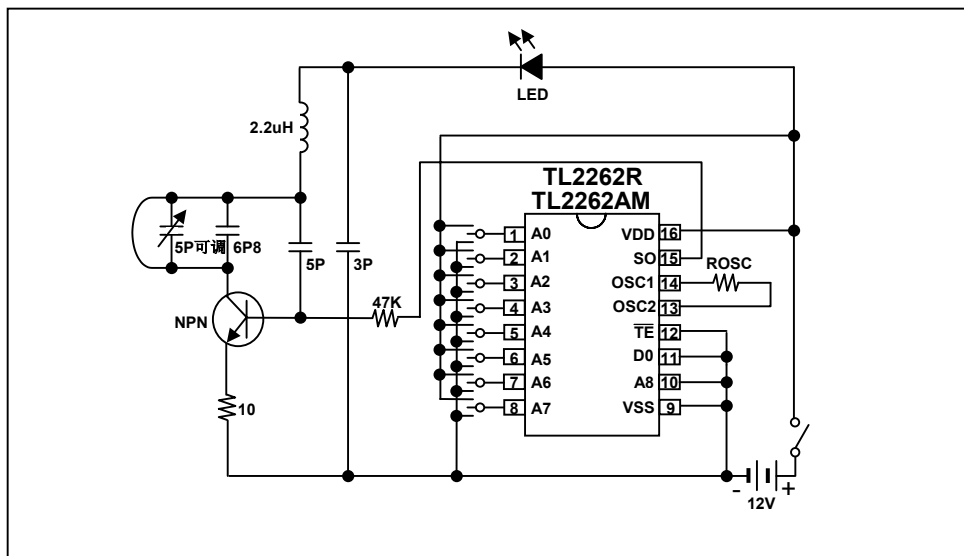 LED
2.2uH
TL2262R
TL2262AM
5P可调
6P8
5P
3P
47K
NPN
10
1 A0
2 A1
3 A2
4 A3
5 A4
6 A5
7 A6
8 A7
VDD 16
SO 15
OSC1 14
OSC2 13
TE 12
D0 11
A8 10
VSS 9
ROSC
- +
12V